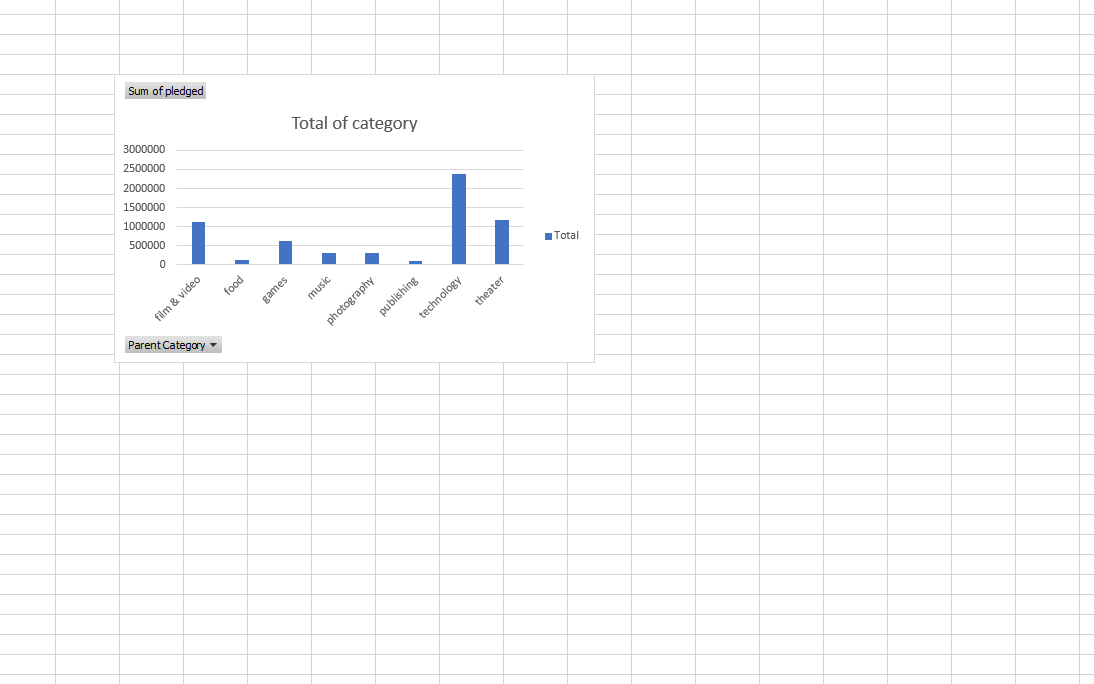 Sum of pledged
Total of category
3000000
2500000
2000000
1500000
1000000
500000
0
film & video
food
games
music
photography
publishing
technology
theater
Total
Parent Category